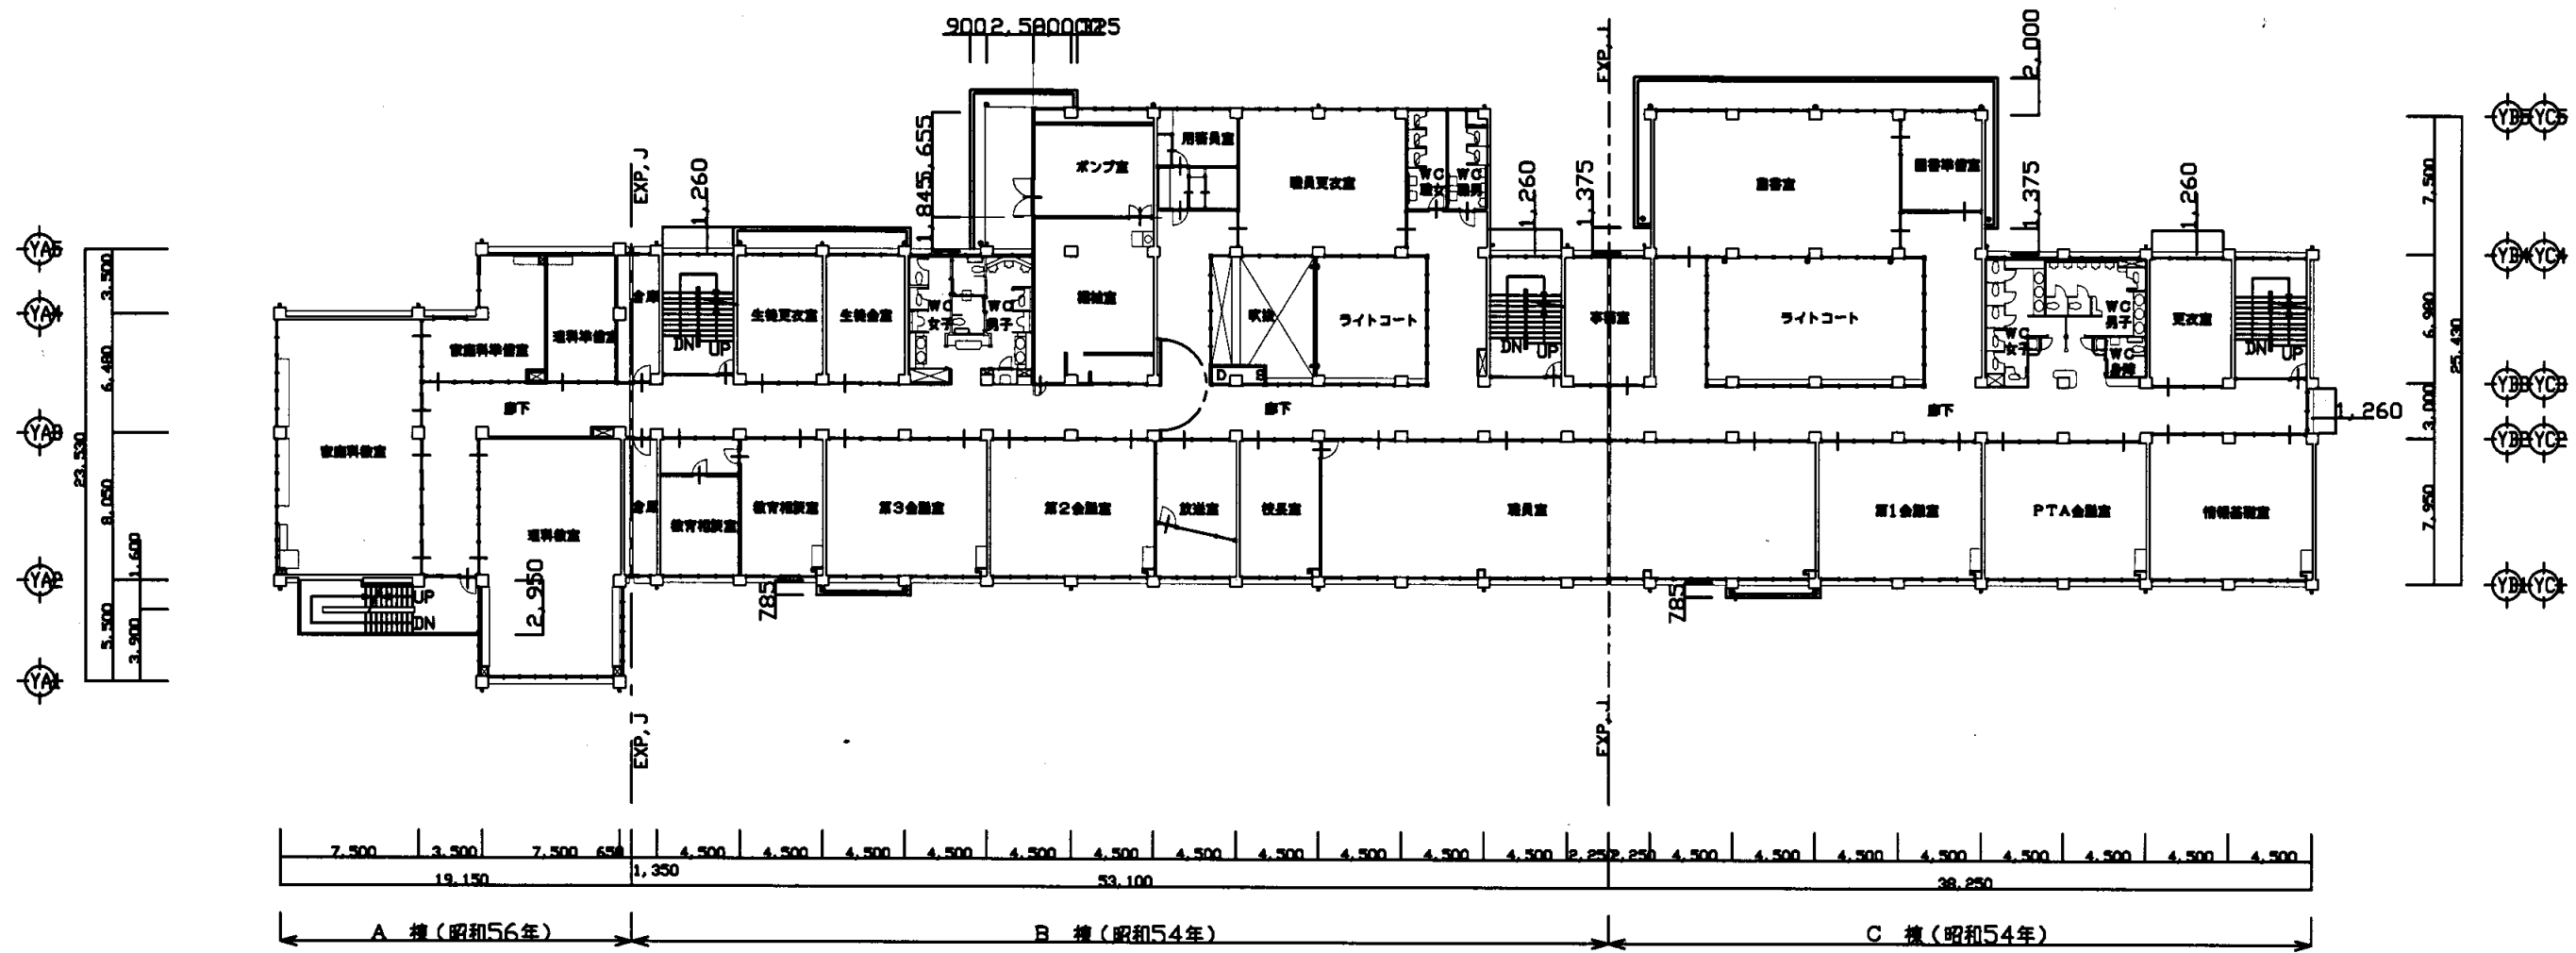 2,000
EXP,J
YA5
YA4
YA3
YA2
YA1
3,500
6,480
8,050
5,500
23,530
1,600
3,900
EXP,J
1,260
655
ポンプ室
用務員室
職員更衣室
WC
職女
WC
職男
1,260
1,375
図書室
図書準備室
1,375
1,260
7,500
6,980
3,000
7,950
25,430
家庭科準備室
理科準備室
倉庫
DN
UP
生徒更衣室
生徒会室
WC
女子
WC
男子
吹抜
ライトコート
DN
UP
事務室
ライトコート
WC
女子
WC
男子
WC
更衣室
DN
UP
D
S
廊下
廊下
廊下
1,260
家庭科教室
理科教室
倉庫
教育相談室
教育相談室
第3会議室
第2会議室
放送室
校長室
職員室
第1会議室
PTA会議室
情報基礎室
UP
DN
2,950
785
785
EXP,J
EXP,J
7,500
3,500
7,500
650
4,500
4,500
4,500
4,500
4,500
4,500
4,500
4,500
4,500
4,500
4,500
2,250
2,250
4,500
4,500
4,500
4,500
4,500
4,500
4,500
4,500
19,150
1,350
53,100
38,250
A 棟(昭和56年)
B 棟(昭和54年)
C 棟(昭和54年)